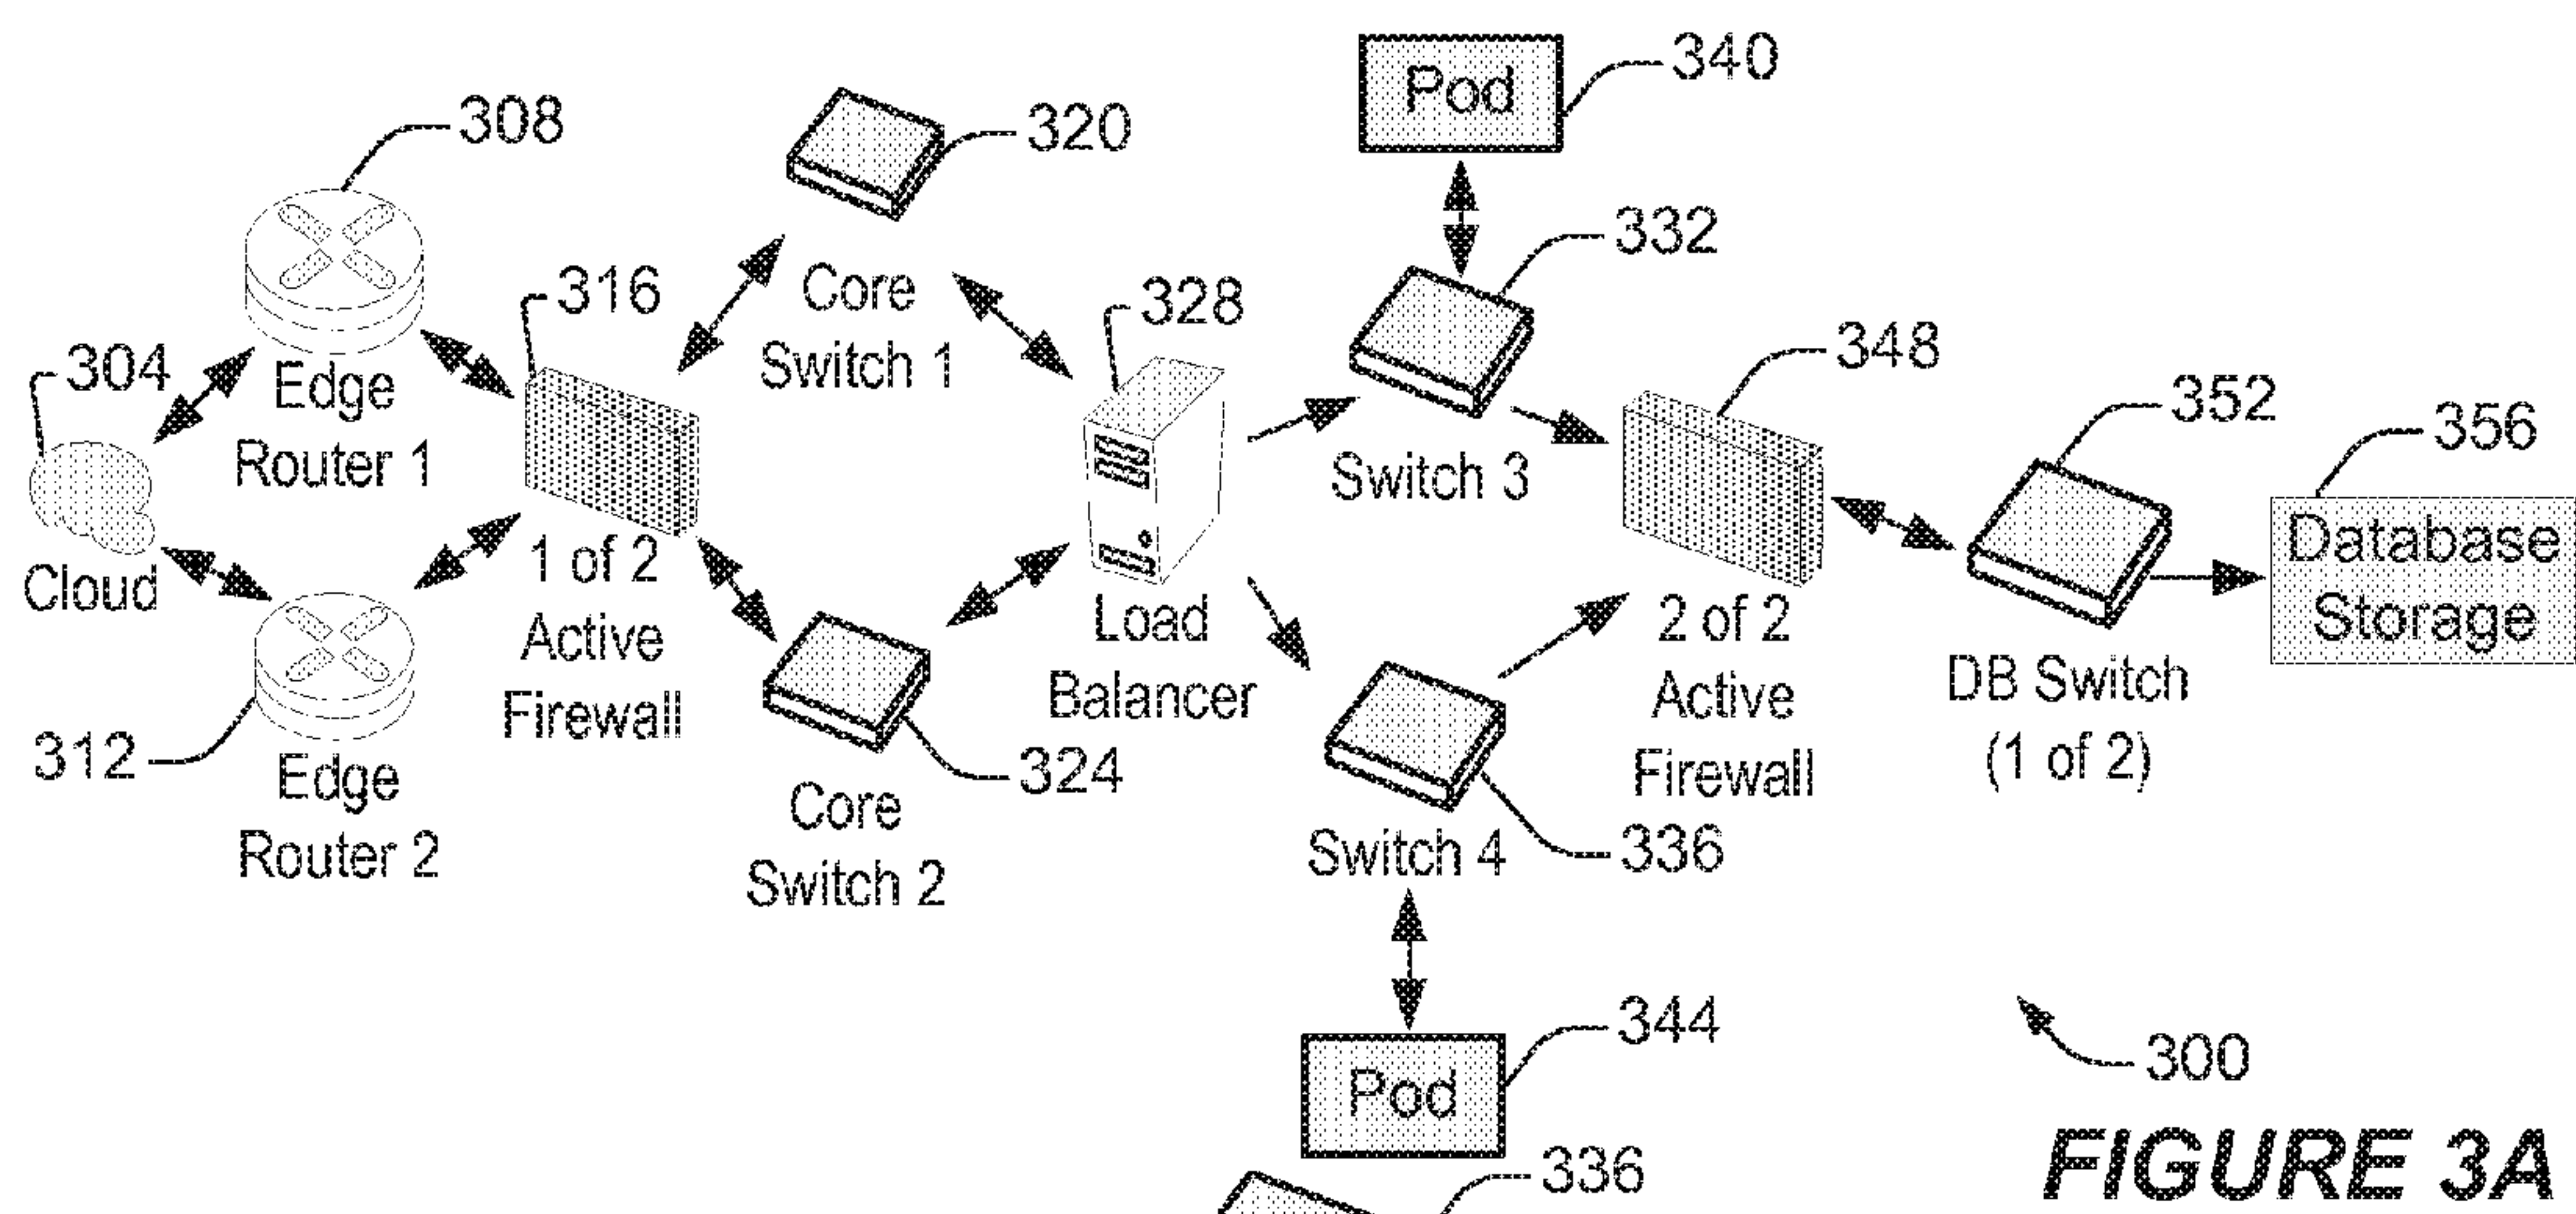 308
304
Cloud
Edge
Router 1
312
Edge
Router 2
316
1 of 2
Active
Firewall
320
Core
Switch 1
324
Core
Switch 2
328
Load
Balancer
Pod
340
332
Switch 3
336
Switch 4
344
Pod
348
2 of 2
Active
Firewall
352
DB Switch
(1 of 2)
356
Database
Storage
300
336
FIGURE 3A